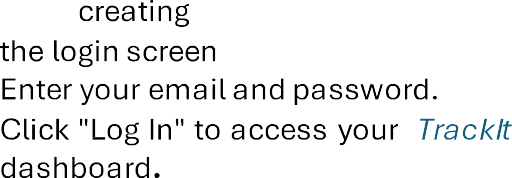 creating
the login screen
Enter your email and password.
Click "Log In" to access your TrackIt
dashboard.